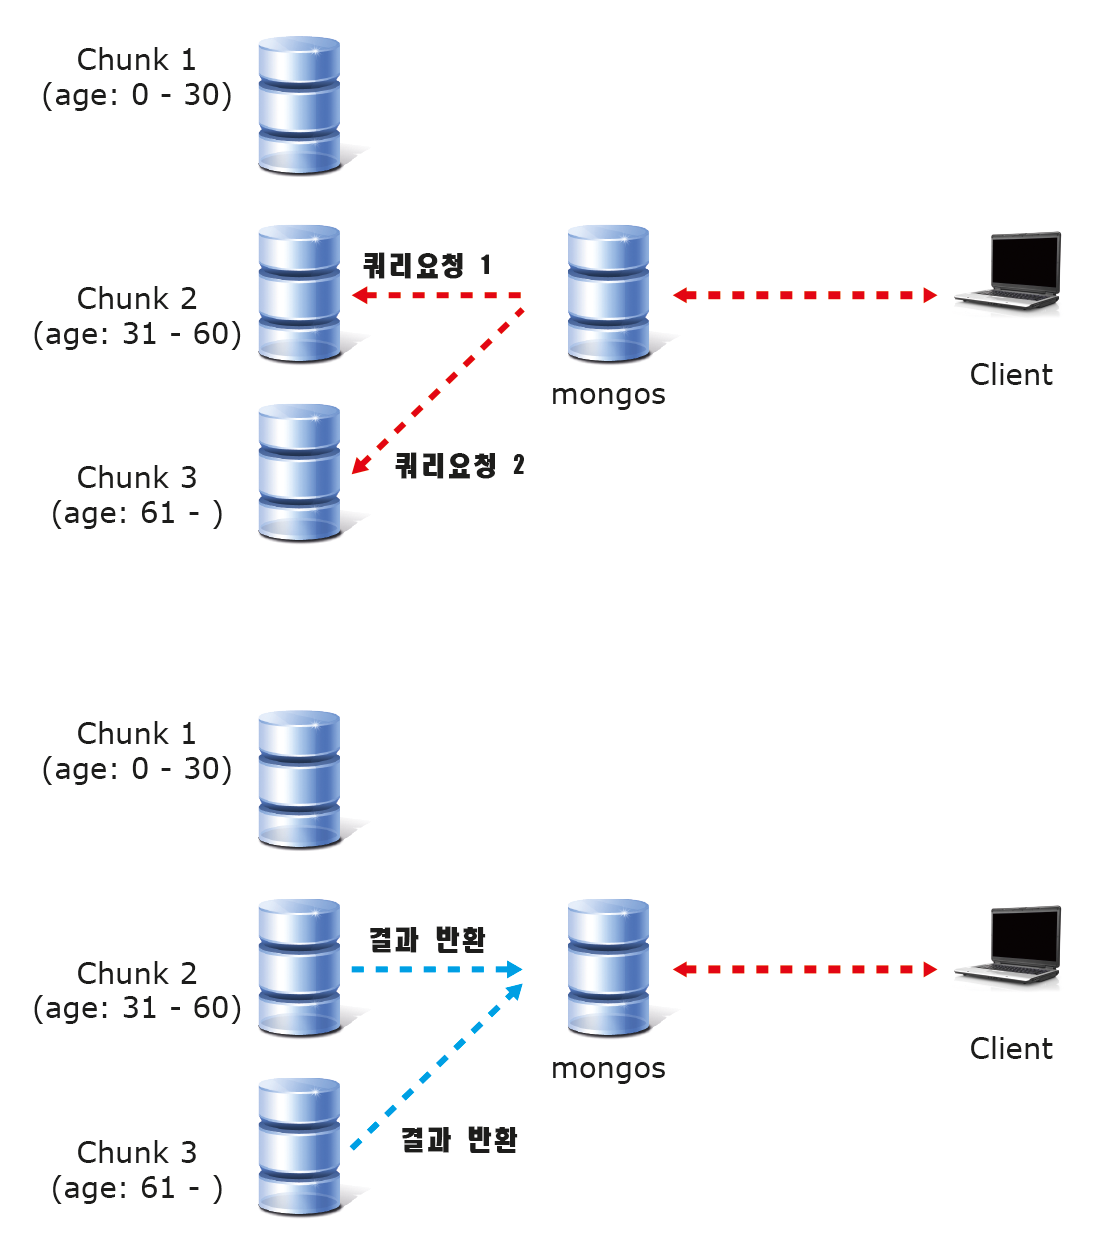 Chunk 1
(age: 0 - 30)
쿼리요청 1
Chunk 2
(age: 31 - 60)
mongos
Client
쿼리요청 2
Chunk 3
(age: 61 - )
Chunk 1
(age: 0 - 30)
결과 반환
Chunk 2
(age: 31 - 60)
mongos
Client
결과 반환
Chunk 3
(age: 61 - )